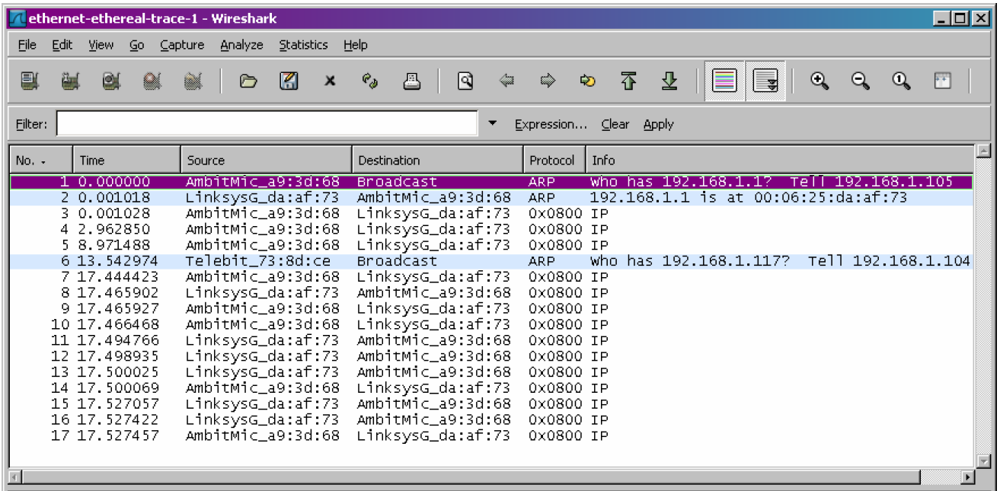 ethernet-ethereal-trace-1 - Wireshark
File Edit View Go Capture Analyze Statistics Help
Filter: Expression... Clear Apply
No. Time Source Destination Protocol Info
1 0.000000 AmbitMic_a9:3d:68 Broadcast ARP Who has 192.168.1.1? Tell 192.168.1.105
2 0.001018 LinksysG_da:af:73 AmbitMic_a9:3d:68 ARP 192.168.1.1 is at 00:06:25:da:af:73
3 0.001028 AmbitMic_a9:3d:68 LinksysG_da:af:73 0x0800 IP
4 2.962850 AmbitMic_a9:3d:68 LinksysG_da:af:73 0x0800 IP
5 8.971488 AmbitMic_a9:3d:68 LinksysG_da:af:73 0x0800 IP
6 13.542974 Telebit_73:8d:ce Broadcast ARP Who has 192.168.1.117? Tell 192.168.1.104
7 17.444423 AmbitMic_a9:3d:68 LinksysG_da:af:73 0x0800 IP
8 17.465902 LinksysG_da:af:73 AmbitMic_a9:3d:68 0x0800 IP
9 17.465927 AmbitMic_a9:3d:68 LinksysG_da:af:73 0x0800 IP
10 17.466468 AmbitMic_a9:3d:68 LinksysG_da:af:73 0x0800 IP
11 17.494766 LinksysG_da:af:73 AmbitMic_a9:3d:68 0x0800 IP
12 17.498935 LinksysG_da:af:73 AmbitMic_a9:3d:68 0x0800 IP
13 17.500025 LinksysG_da:af:73 AmbitMic_a9:3d:68 0x0800 IP
14 17.500069 AmbitMic_a9:3d:68 LinksysG_da:af:73 0x0800 IP
15 17.527057 LinksysG_da:af:73 AmbitMic_a9:3d:68 0x0800 IP
16 17.527422 LinksysG_da:af:73 AmbitMic_a9:3d:68 0x0800 IP
17 17.527457 AmbitMic_a9:3d:68 LinksysG_da:af:73 0x0800 IP